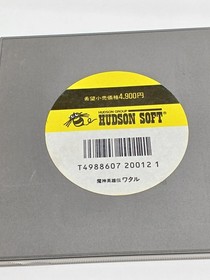 希望小売価格4,900円
HUDSON GROUP
HUDSON SOFT®
T4988607 20012 1
魔神英雄伝ワタル